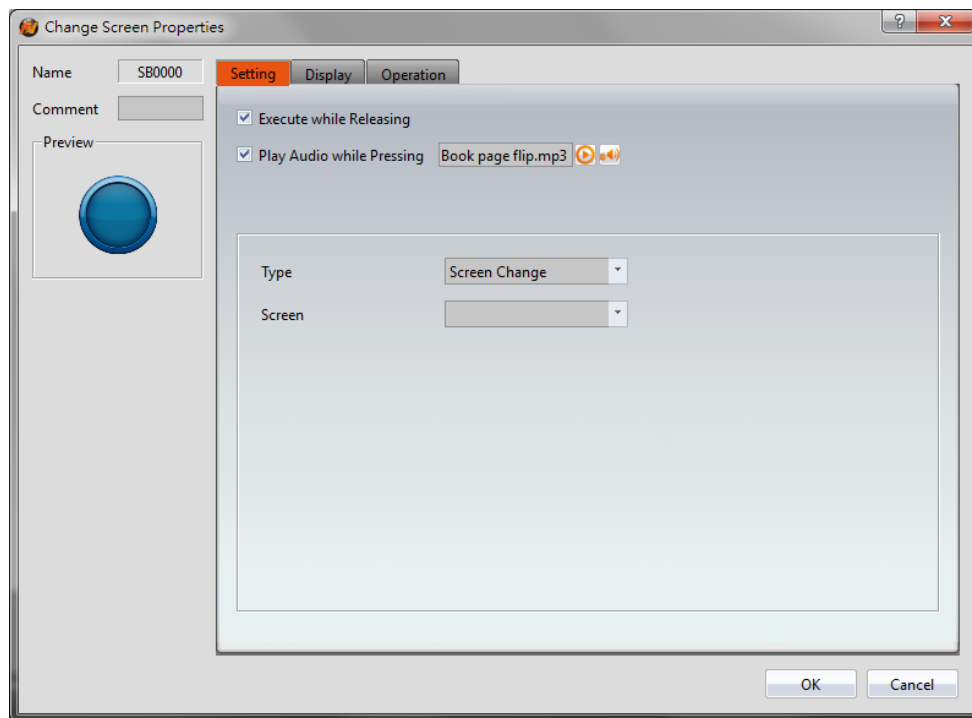 Change Screen Properties
?
X
Name SB0000
Comment
Preview
Setting Display Operation
Execute while Releasing
Play Audio while Pressing Book page flip.mp3
Type Screen Change
Screen
OK Cancel